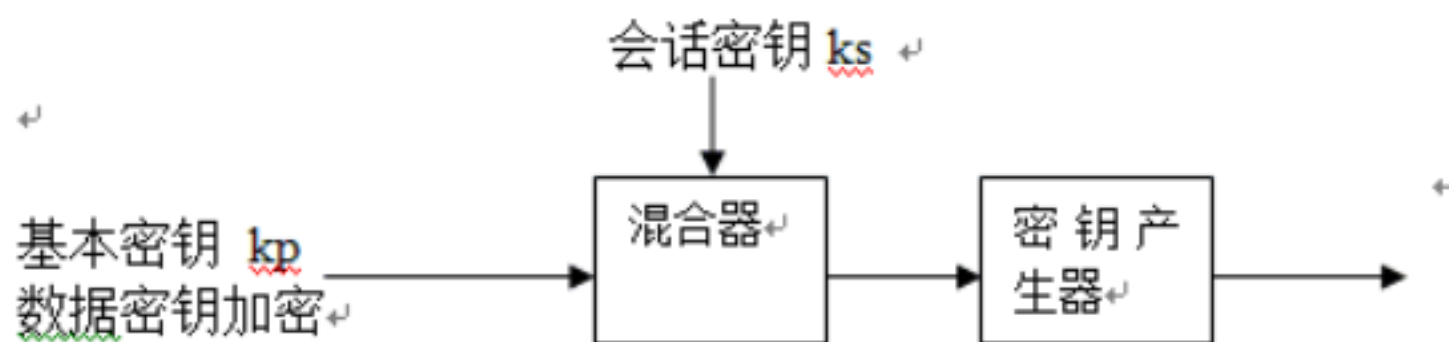 会话密钥 ks
基本密钥 kp
数据密钥加密
混合器
密钥产
生器